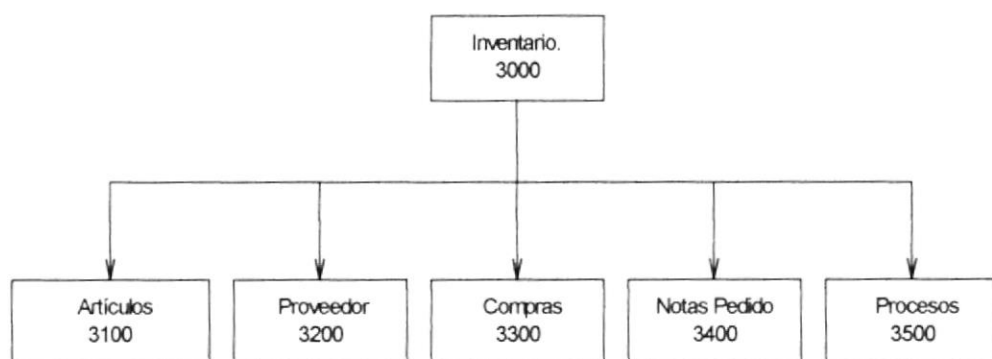 Inventario.
3000
Artículos
3100
Proveedor
3200
Compras
3300
Notas Pedido
3400
Procesos
3500